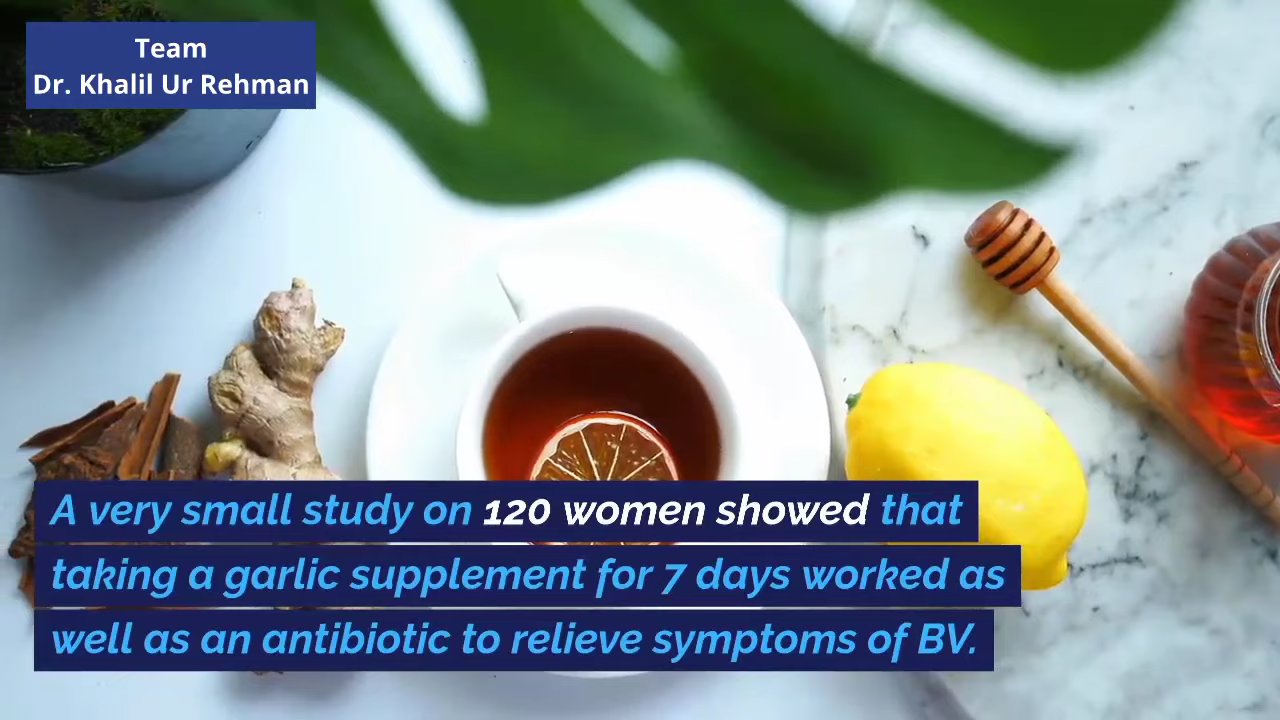 Team
Dr. Khalil Ur Rehman
A very small study on 120 women showed that
taking a garlic supplement for 7 days worked as
well as an antibiotic to relieve symptoms of BV.